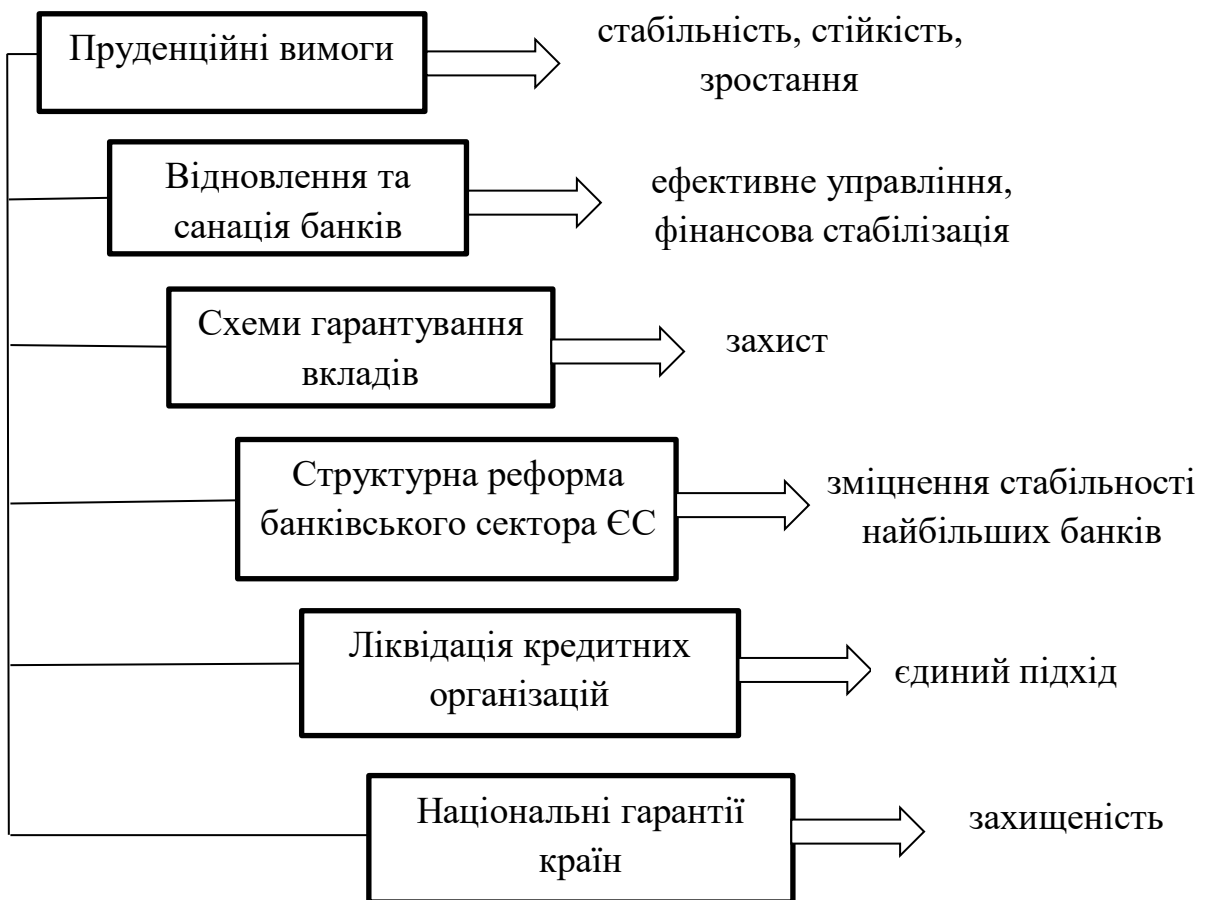 Пруденційні вимоги
стабільність, стійкість,
зростання
Відновлення та
санація банків
ефективне управління,
фінансова стабілізація
Схеми гарантування
вкладів
захист
Структурна реформа
банківського сектора ЄС
зміцнення стабільності
найбільших банків
Ліквідація кредитних
організацій
єдиний підхід
Національні гарантії
країн
захищеність